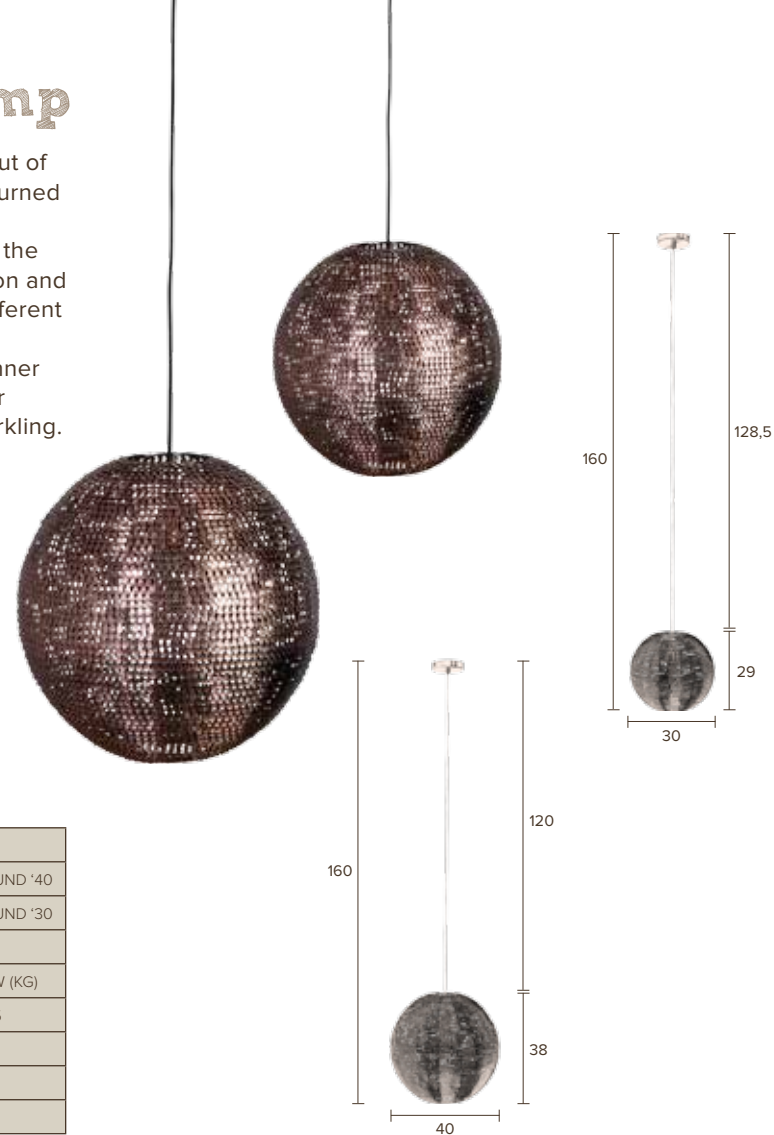 mp
ut of
urned
the
on and
fferent
nner
r
rkling.
160
128,5
29
30
160
120
38
40
UND ‘40
UND ‘30
(KG)